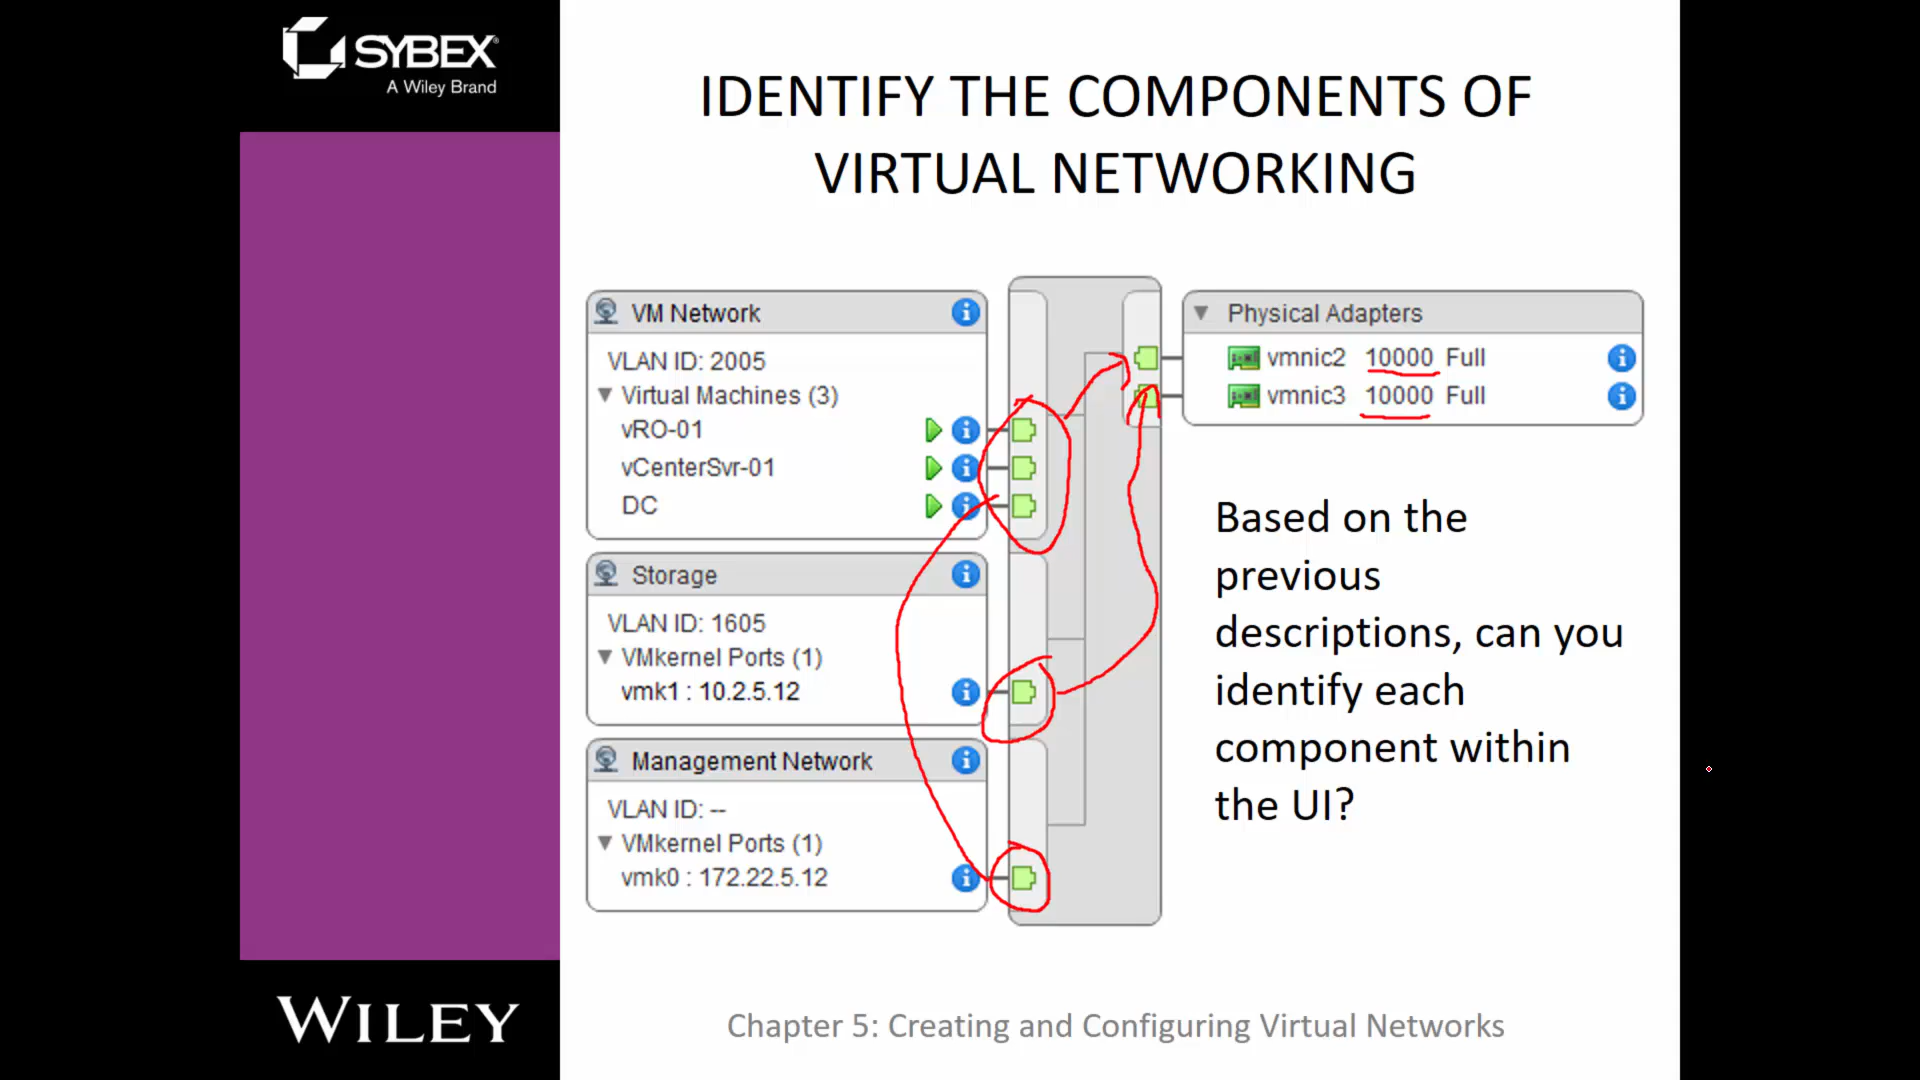 SYBEX®
A Wiley Brand
IDENTIFY THE COMPONENTS OF
VIRTUAL NETWORKING
VM Network
VLAN ID: 2005
Virtual Machines (3)
vRO-01
vCenterSvr-01
DC
Storage
VLAN ID: 1605
VMkernel Ports (1)
vmk1 : 10.2.5.12
Management Network
VLAN ID: --
VMkernel Ports (1)
vmk0 : 172.22.5.12
Physical Adapters
vmnic2 10000 Full
vmnic3 10000 Full
Based on the
previous
descriptions, can you
identify each
component within
the UI?
WILEY
Chapter 5: Creating and Configuring Virtual Networks